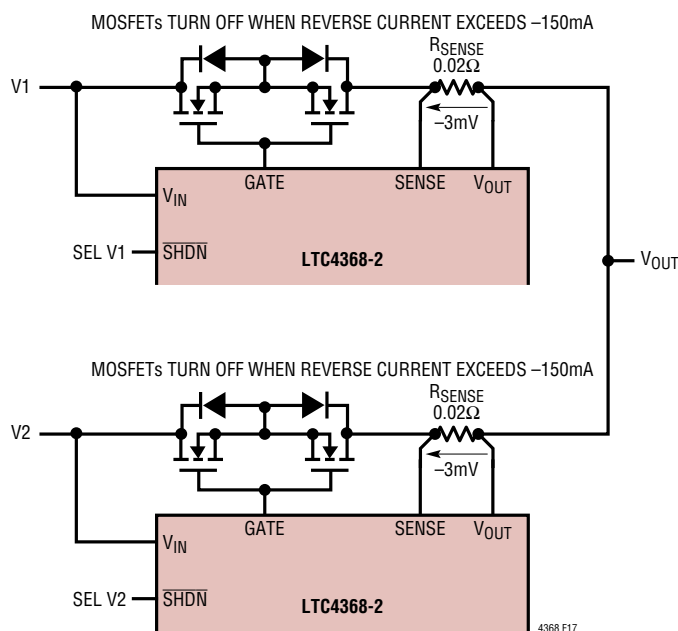 MOSFETs TURN OFF WHEN REVERSE CURRENT EXCEEDS –150mA
RSENSE
0.02Ω
V1
–3mV
GATE
SENSE
VOUT
VIN
SEL V1
SHDN
LTC4368-2
VOUT
MOSFETs TURN OFF WHEN REVERSE CURRENT EXCEEDS –150mA
RSENSE
0.02Ω
V2
–3mV
GATE
SENSE
VOUT
VIN
SEL V2
SHDN
LTC4368-2
4368 F17